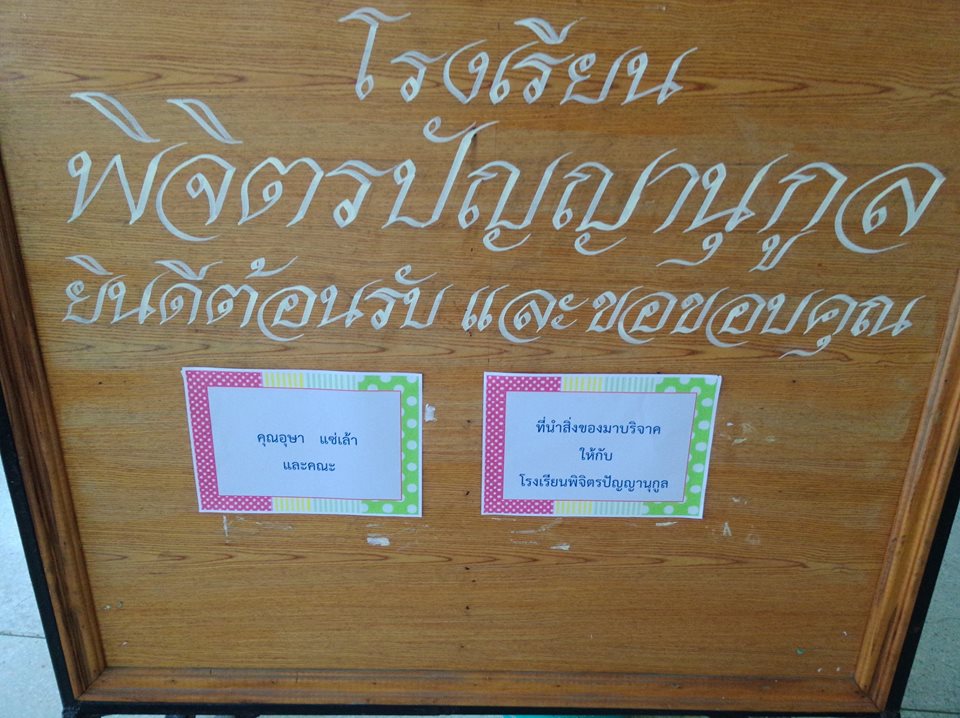 โรงเรียน
พิจิตรปัญญานุกูล
ยินดีต้อนรับ และ ขอขอบคุณ
คุณอุษา แซ่เล้า
และคณะ
ที่นำสิ่งของมาบริจาค
ให้กับ
โรงเรียนพิจิตรปัญญานุกูล